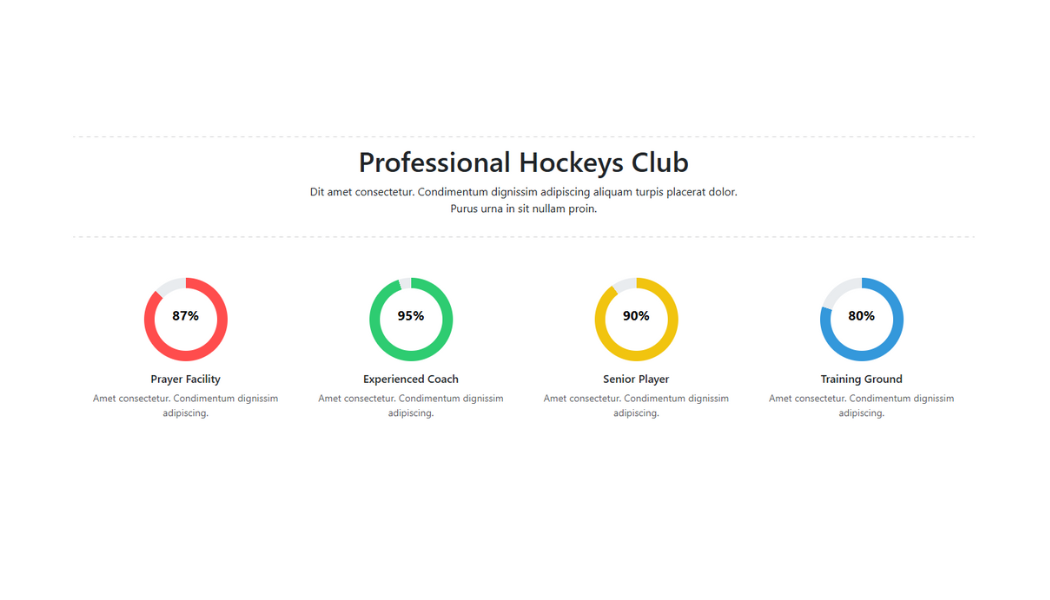 Professional Hockeys Club
Dit amet consectetur. Condimentum dignissim adipiscing aliquam turpis placerat dolor.
Purus urna in sit nullam proin.
87%
95%
90%
80%
Prayer Facility
Experienced Coach
Senior Player
Training Ground
Amet consectetur. Condimentum dignissim
adipiscing.
Amet consectetur. Condimentum dignissim
adipiscing.
Amet consectetur. Condimentum dignissim
adipiscing.
Amet consectetur. Condimentum dignissim
adipiscing.